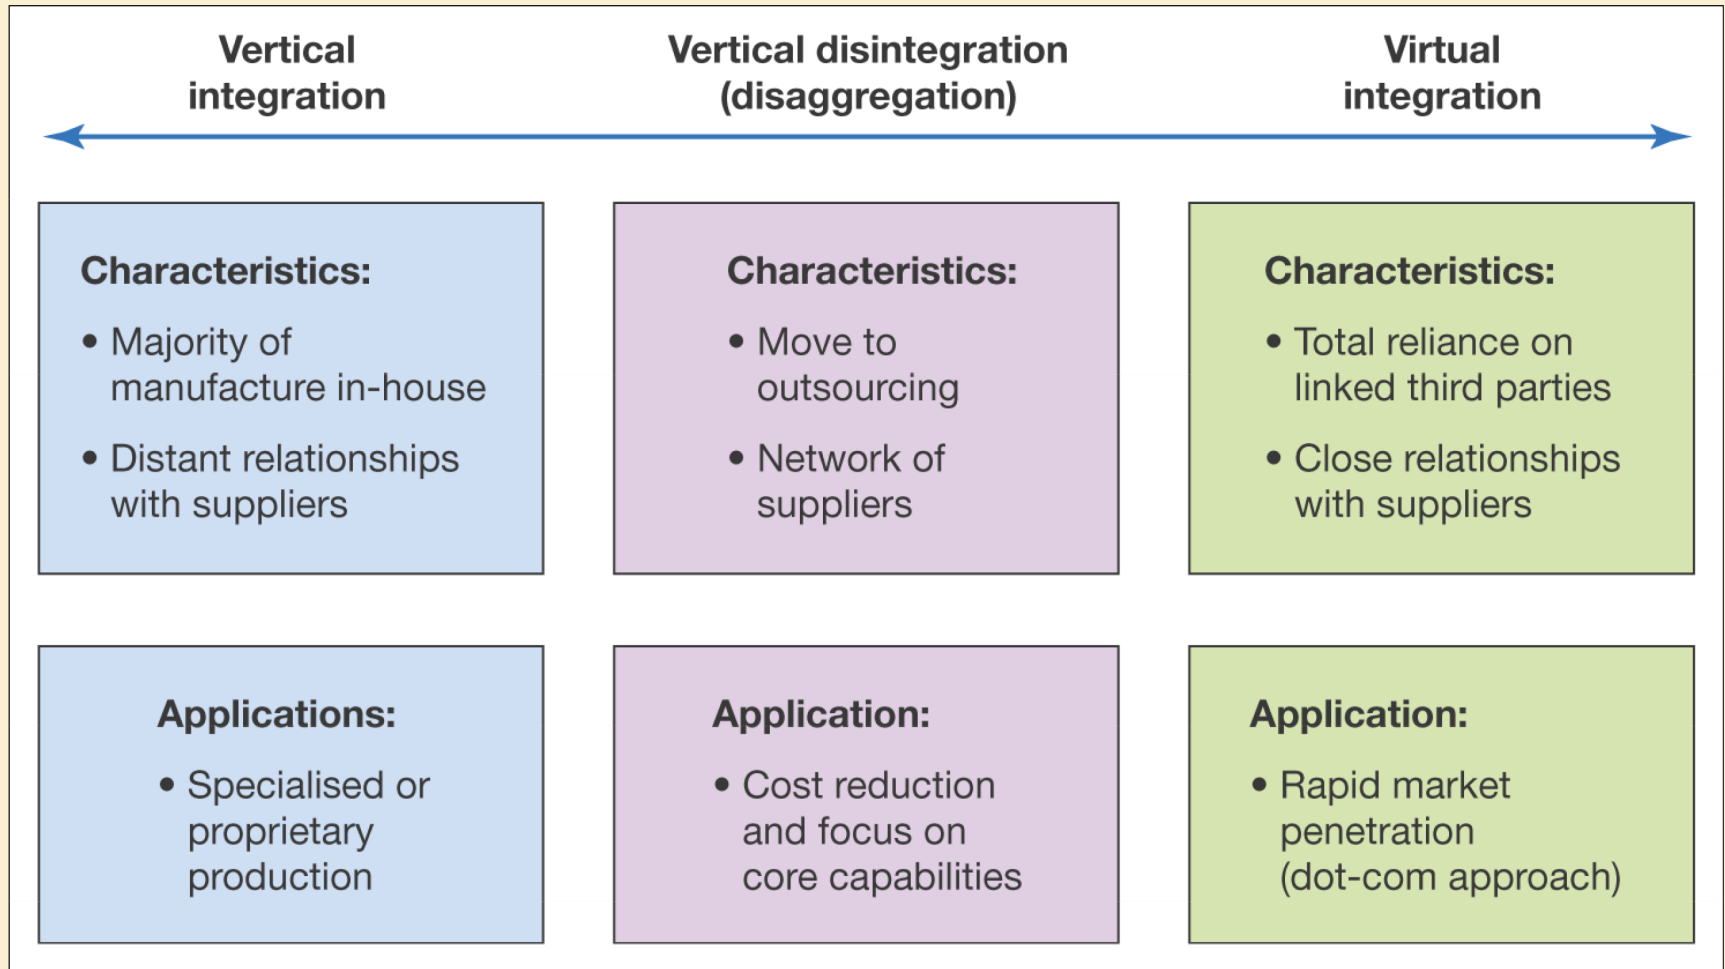 Vertical
integration
Vertical disintegration
(disaggregation)
Virtual
integration
Characteristics:
• Majority of
manufacture in-house
• Distant relationships
with suppliers
Characteristics:
• Move to
outsourcing
• Network of
suppliers
Characteristics:
• Total reliance on
linked third parties
• Close relationships
with suppliers
Applications:
• Specialised or
proprietary
production
Application:
• Cost reduction
and focus on
core capabilities
Application:
• Rapid market
penetration
(dot-com approach)